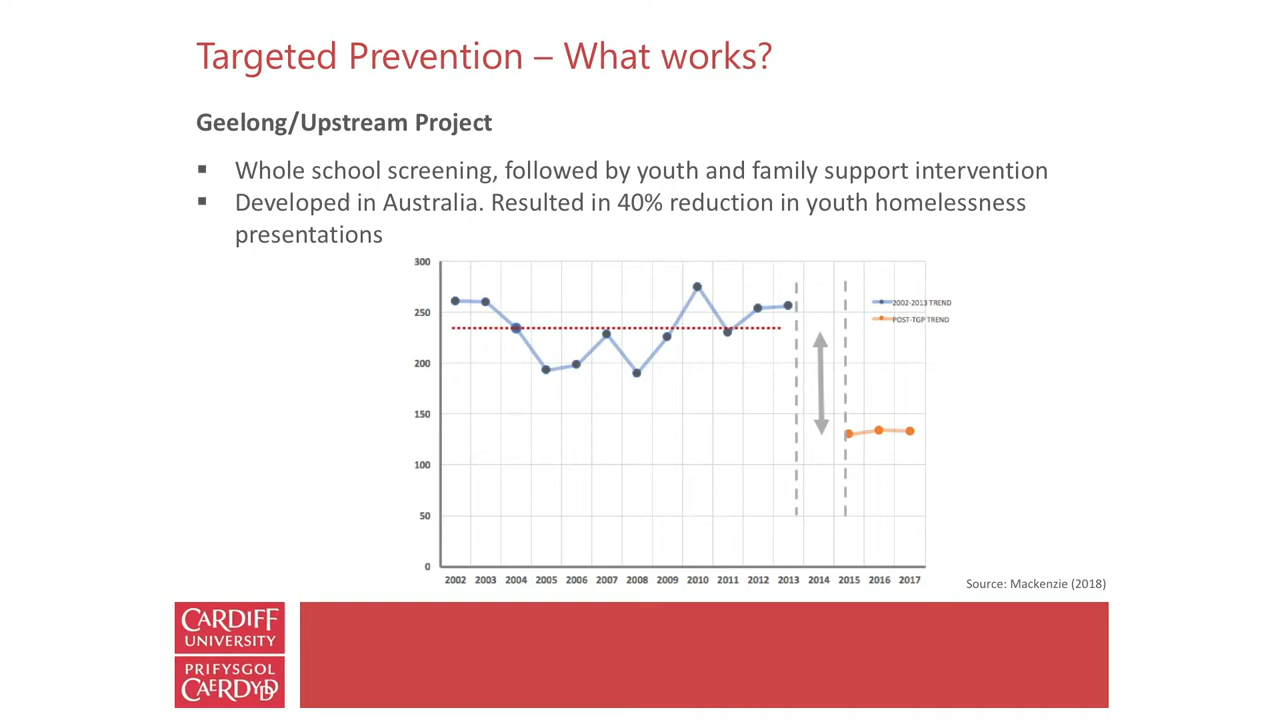 Targeted Prevention – What works?
Geelong/Upstream Project
▪ Whole school screening, followed by youth and family support intervention
▪ Developed in Australia. Resulted in 40% reduction in youth homelessness
presentations
300
250
200
150
100
50
0
2002-2013 TREND
POST-TGP TREND
2002 2003 2004 2005 2006 2007 2008 2009 2010 2011 2012 2013 2014 2015 2016 2017
Source: Mackenzie (2018)
CARDIFF
UNIVERSITY
PRIFYSGOL
CAERDYDD